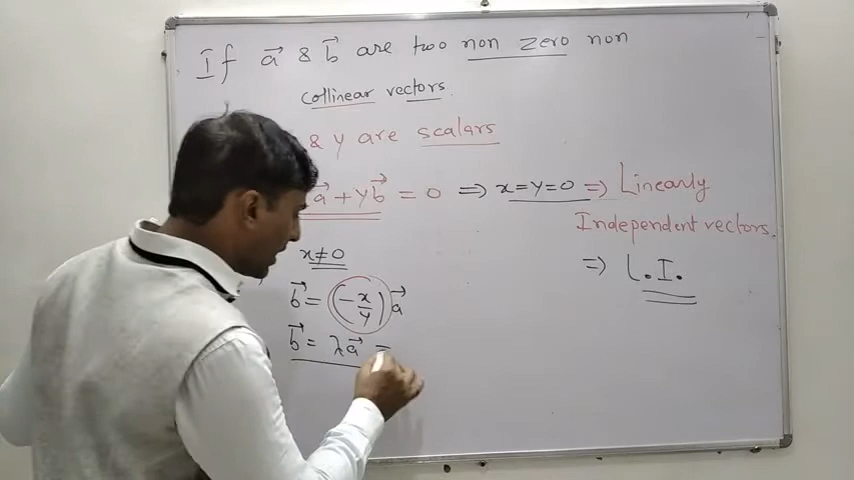 If a⃗ & b⃗ are two non zero non
collinear vectors.
& y are scalars
a⃗ + yb⃗ = 0 ⇒ x=y=0 ⇒ Linearly
Independent vectors.
x≠0
⇒ L.I.
b⃗ = (-x/y) a⃗
b⃗ = λa⃗ =